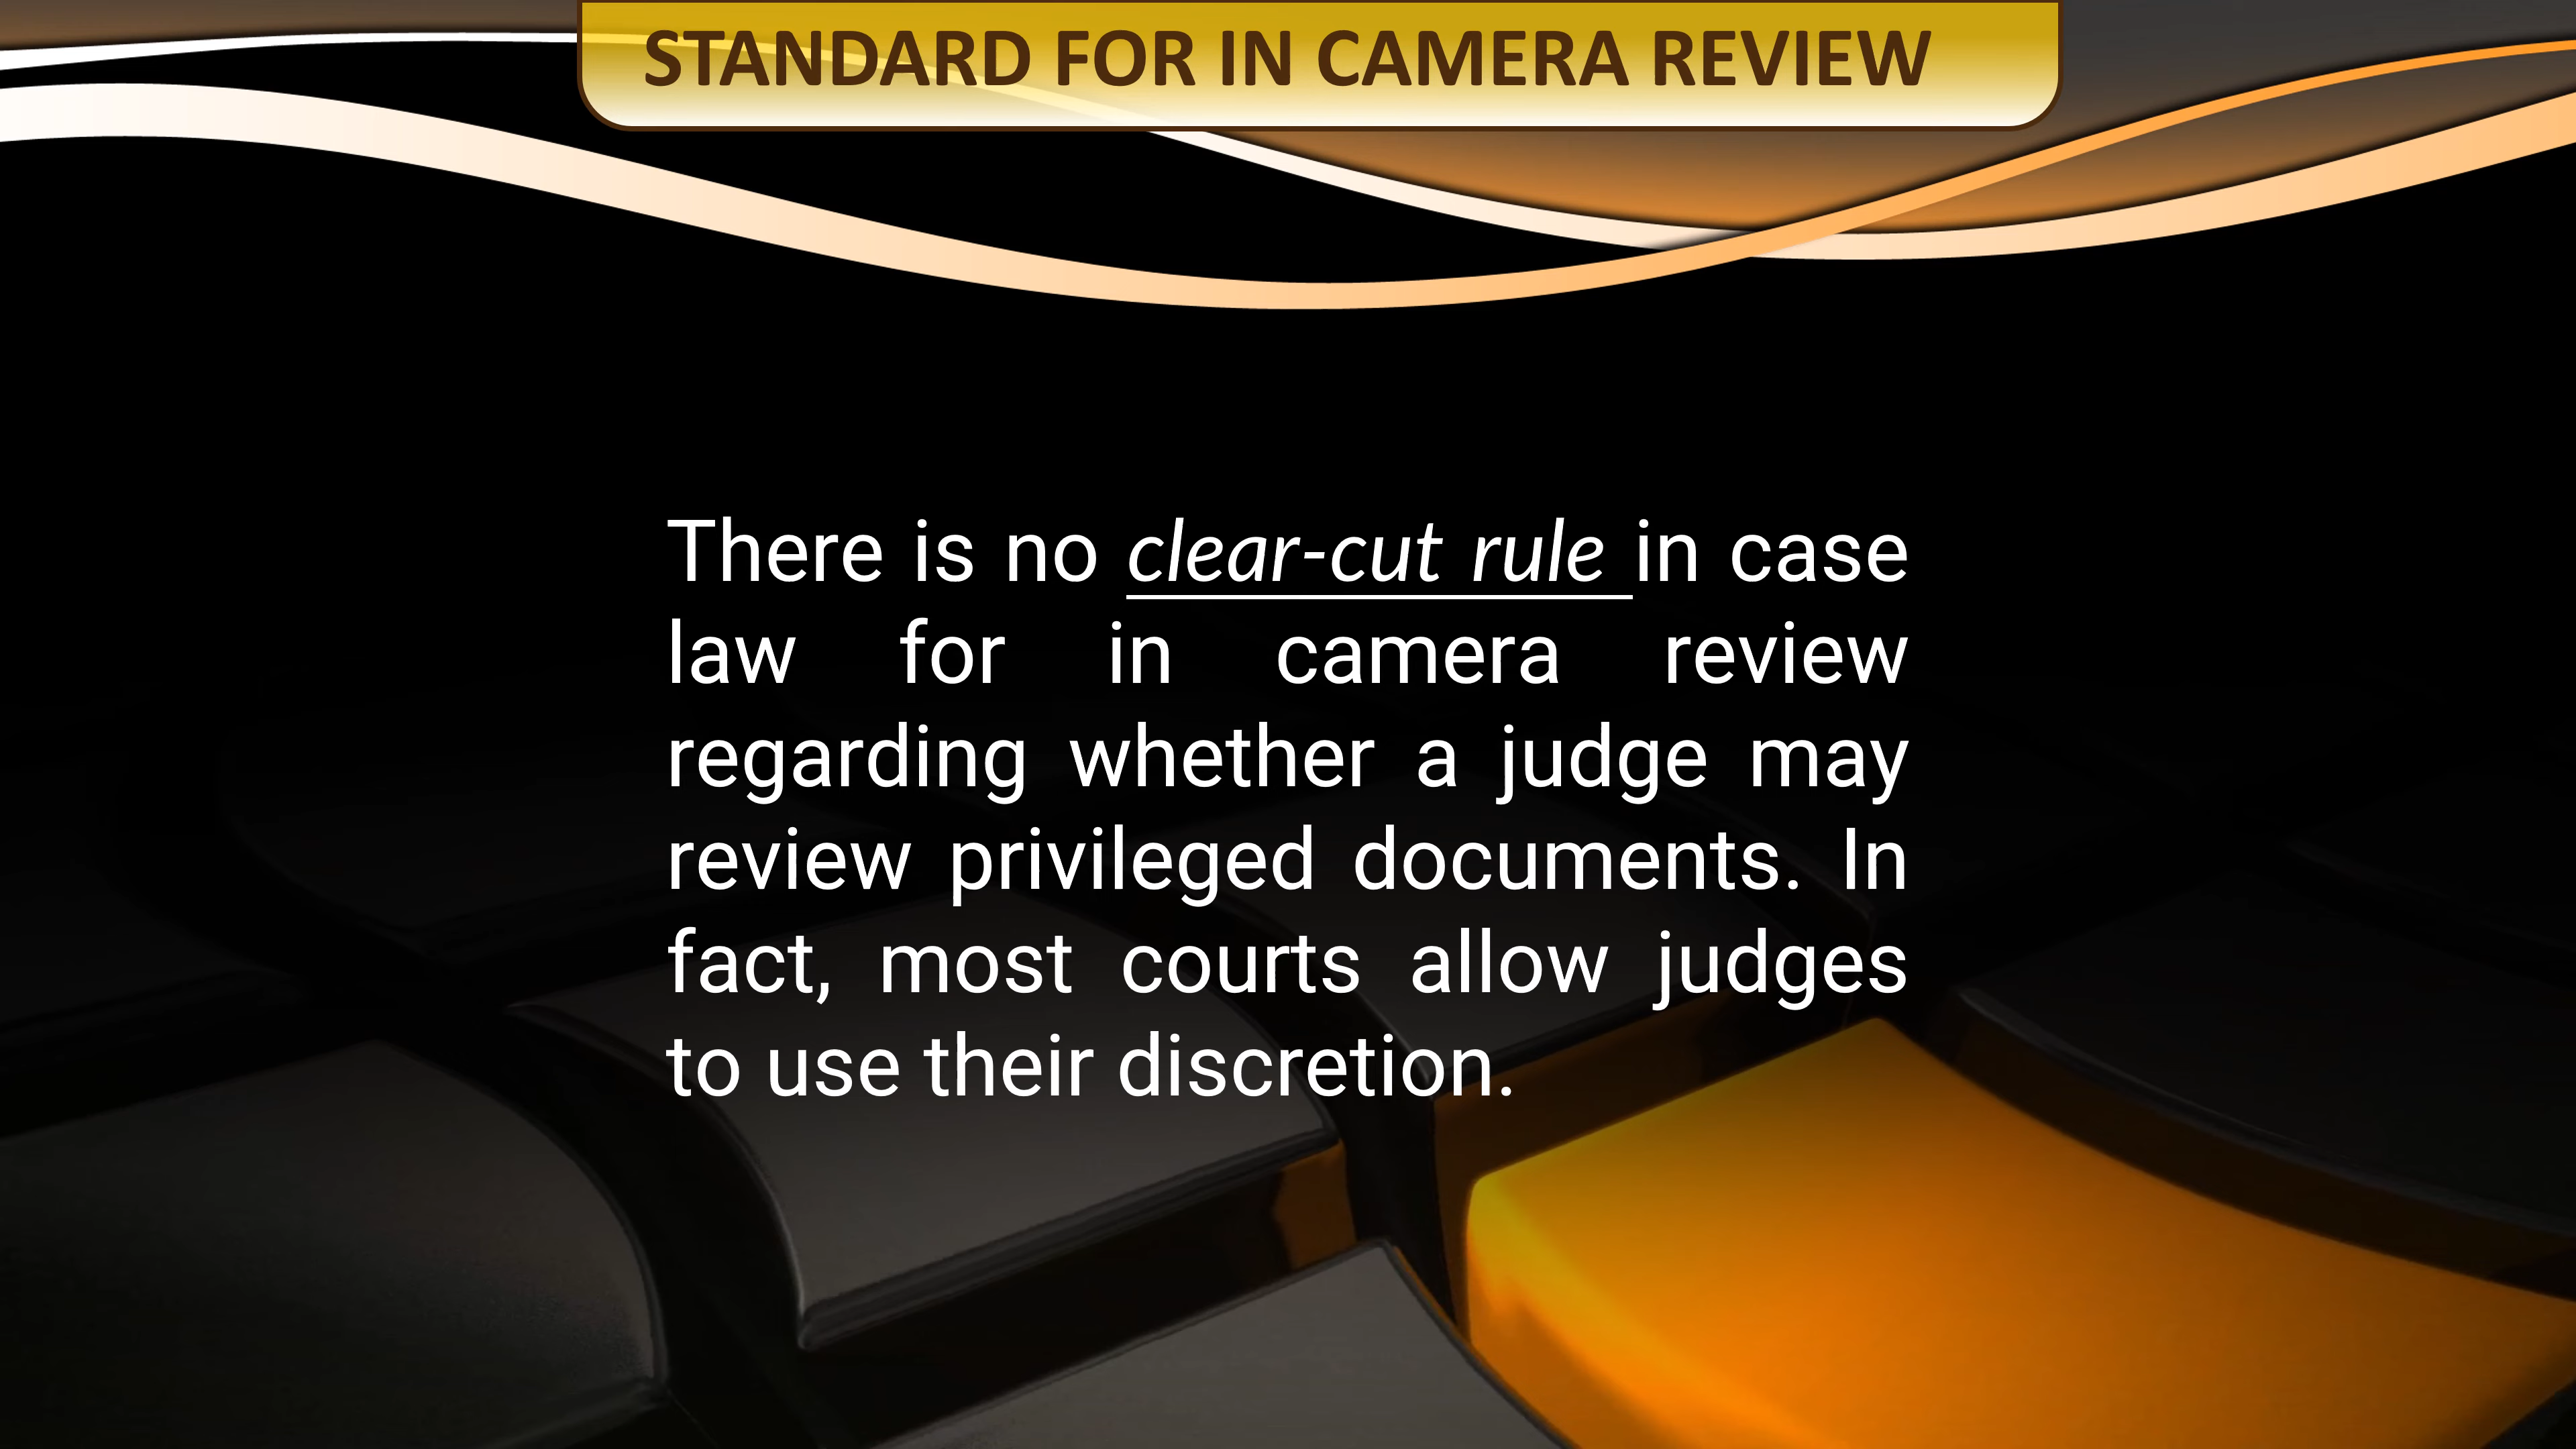 STANDARD FOR IN CAMERA REVIEW
There is no clear-cut rule in case
law for in camera review
regarding whether a judge may
review privileged documents. In
fact, most courts allow judges
to use their discretion.